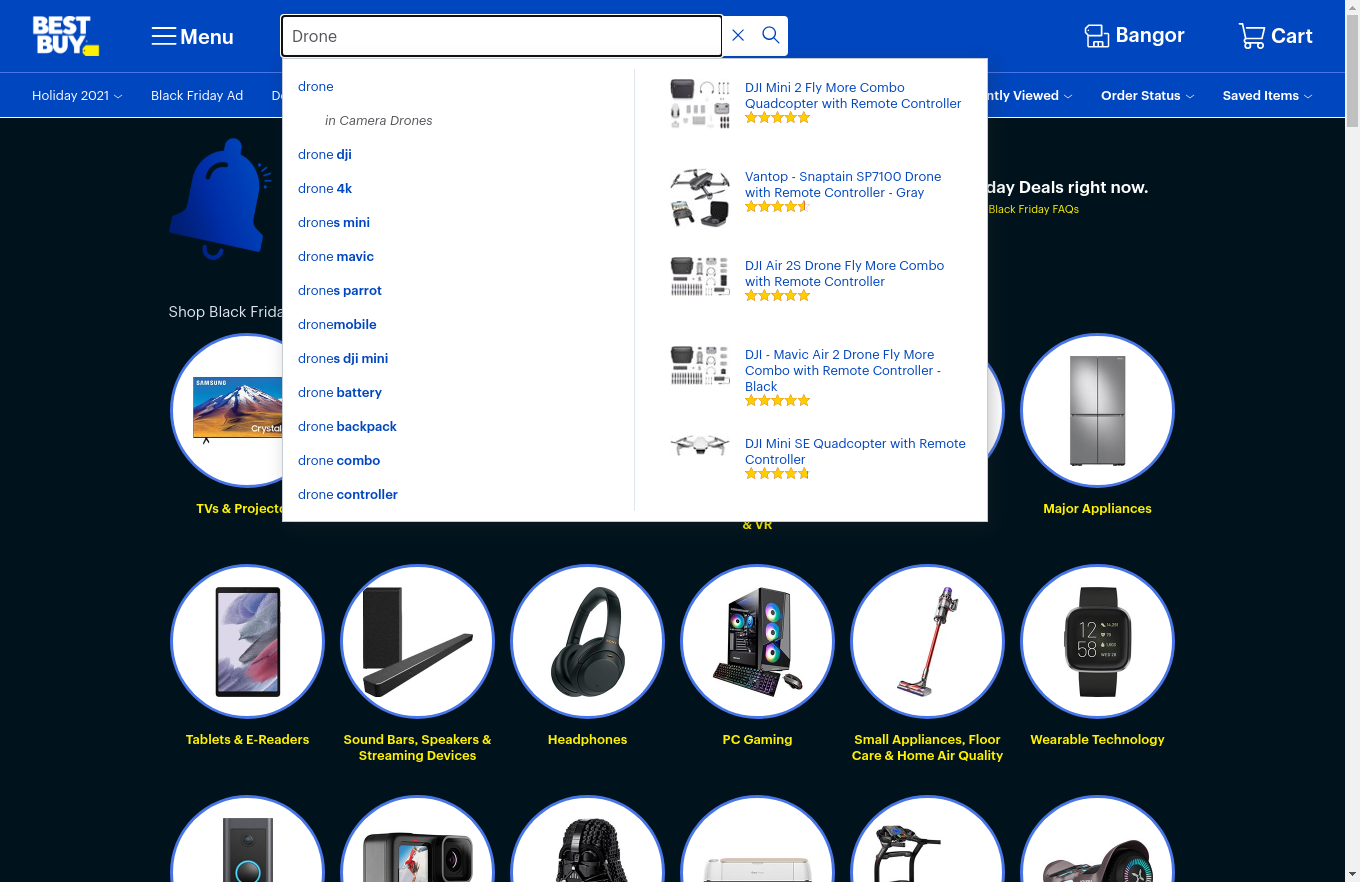 BEST
BUY
Menu
Drone
Bangor
Cart
Holiday 2021
Black Friday Ad
ntly Viewed
Order Status
Saved Items
drone
in Camera Drones
drone dji
drone 4k
drones mini
drone mavic
drones parrot
dronemobile
drones dji mini
drone battery
drone backpack
drone combo
drone controller
DJI Mini 2 Fly More Combo
Quadcopter with Remote Controller
Vantop - Snaptain SP7100 Drone
with Remote Controller - Gray
DJI Air 2S Drone Fly More Combo
with Remote Controller
DJI - Mavic Air 2 Drone Fly More
Combo with Remote Controller -
Black
DJI Mini SE Quadcopter with Remote
Controller
day Deals right now.
Black Friday FAQs
Shop Black Frida
SAMSUNG
Crystal
TVs & Projecto
& VR
Major Appliances
Tablets & E-Readers
Sound Bars, Speakers &
Streaming Devices
Headphones
PC Gaming
Small Appliances, Floor
Care & Home Air Quality
12
58
Wearable Technology